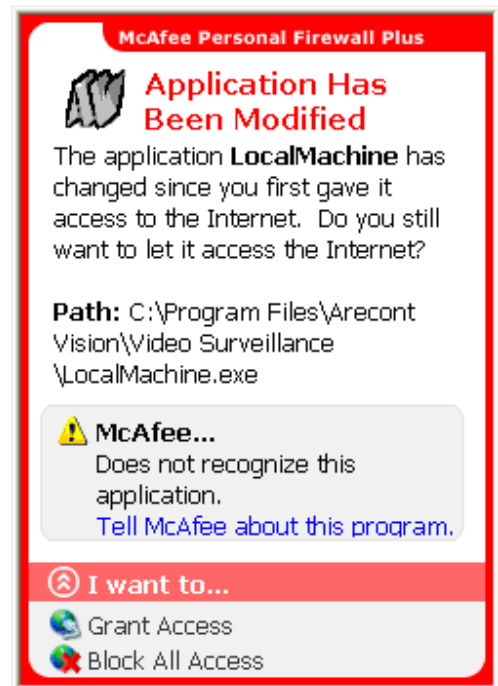 McAfee Personal Firewall Plus
Application Has
Been Modified
The application LocalMachine has
changed since you first gave it
access to the Internet. Do you still
want to let it access the Internet?
Path: C:\Program Files\Arecont
Vision\Video Surveillance
\LocalMachine.exe
McAfee...
Does not recognize this
application.
Tell McAfee about this program.
I want to...
Grant Access
Block All Access